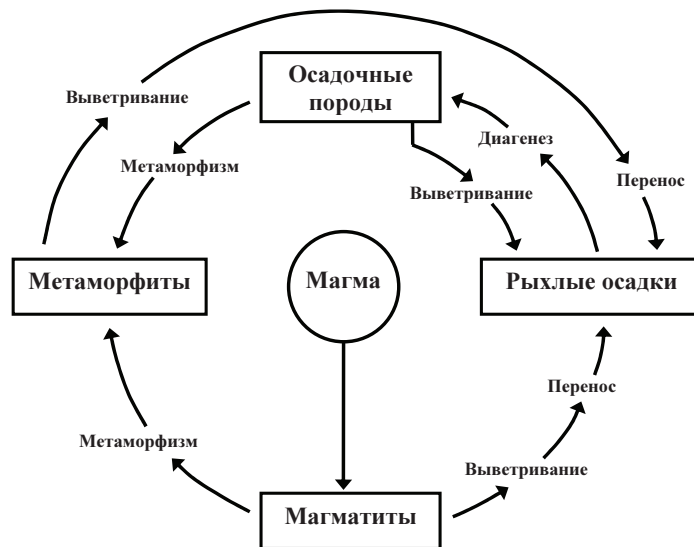 Осадочные
породы
Выветривание
Диагенез
Метаморфизм
Перенос
Выветривание
Метаморфиты
Магма
Рыхлые осадки
Перенос
Метаморфизм
Выветривание
Магматиты